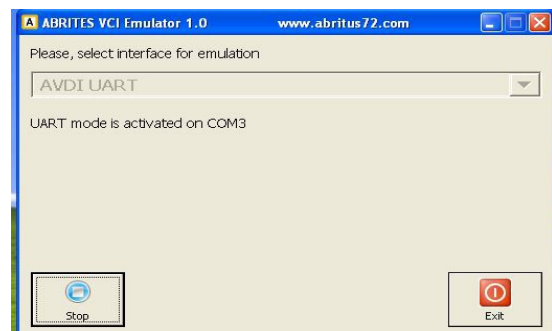 A ABRITES VCI Emulator 1.0 www.abritus72.com
Please, select interface for emulation
AVDI UART
UART mode is activated on COM3
Stop Exit